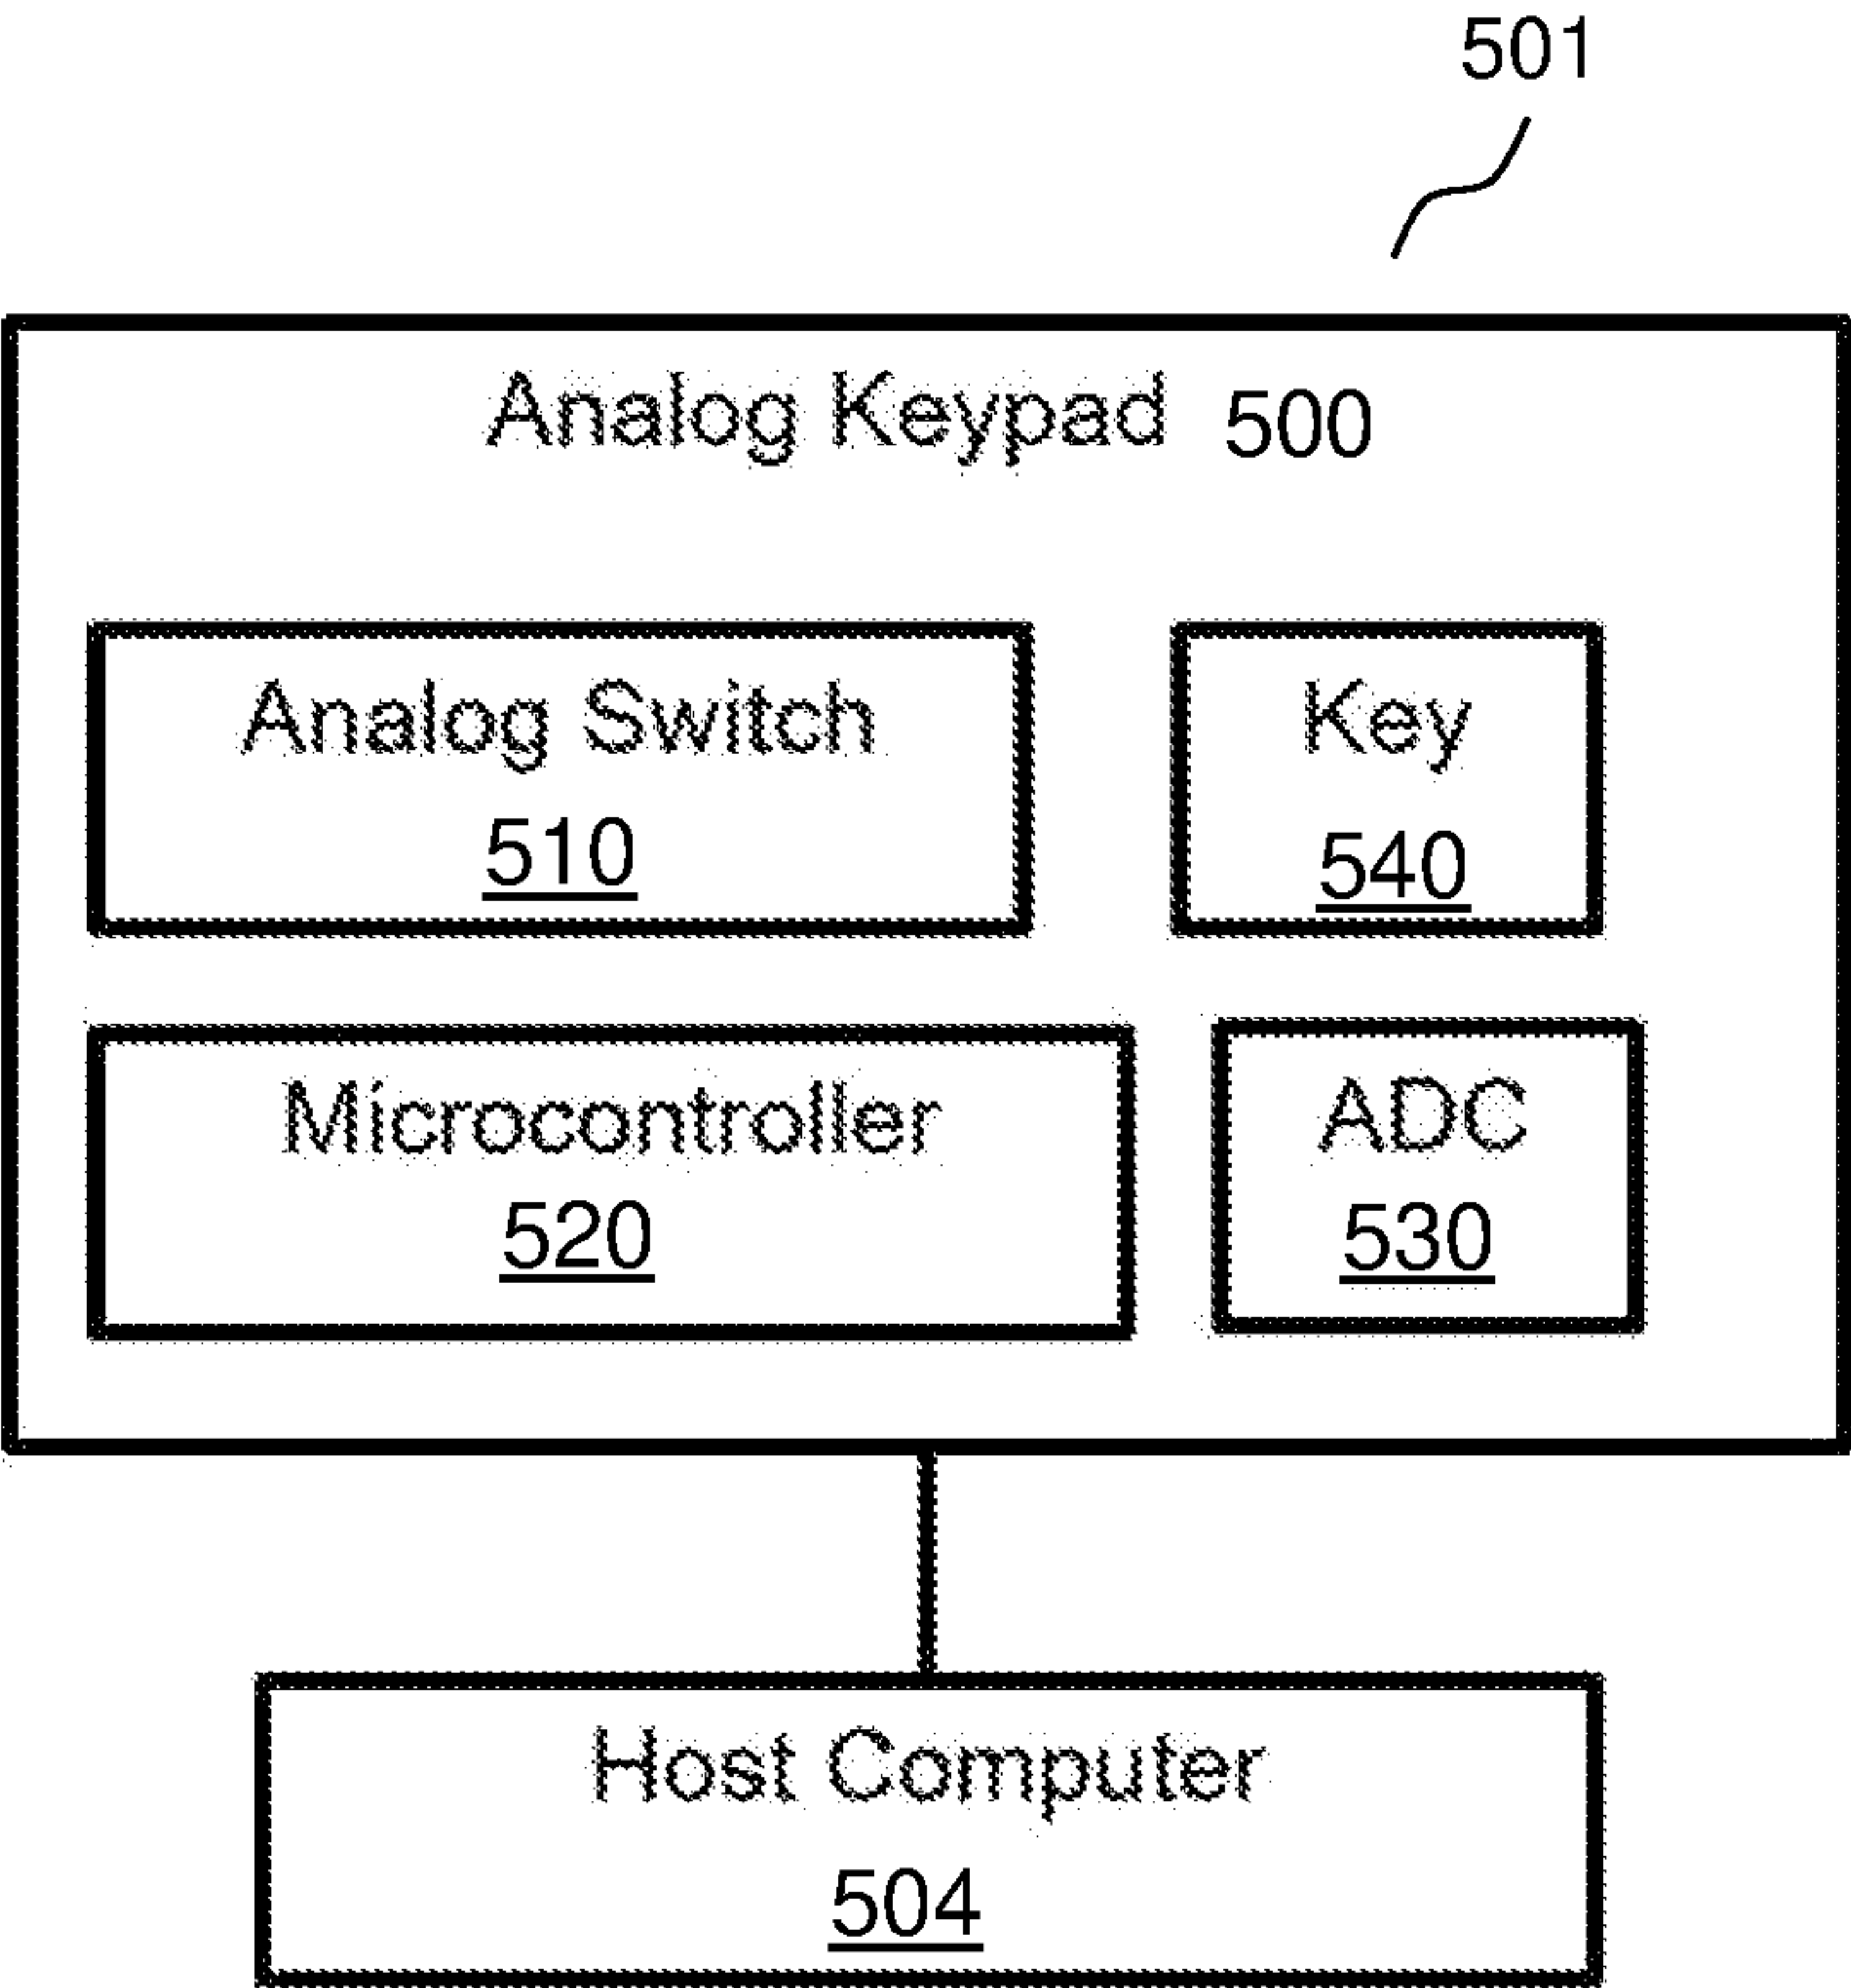 501
Analog Keypad 500
Analog Switch
510
Key
540
Microcontroller
520
ADC
530
Host Computer
504